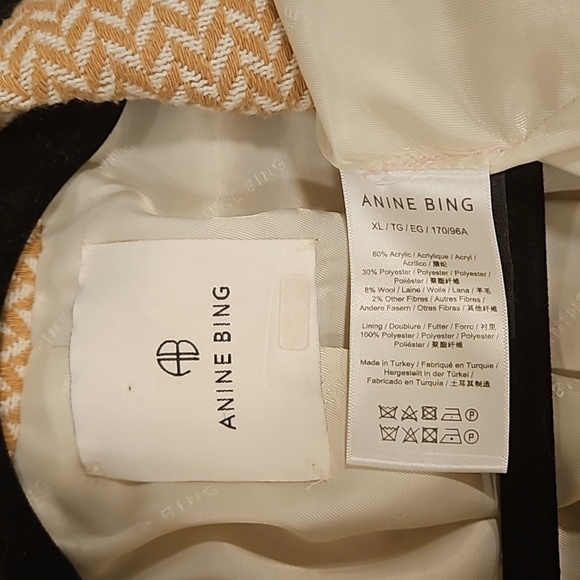 AB
ANINE BING
ANINE BING
XL / TG / EG / 170/96A
60% Acrylic / Acrylique / Acryl /
Acrílico / 腈纶
30% Polyester / Polyester / Polyester /
Poliéster / 聚酯纤维
8% Wool / Laine / Wolle / Lana / 羊毛
2% Other Fibres / Autres Fibres /
Andere Fasern / Otras Fibras / 其他纤维
Lining / Doublure / Futter / Forro / 衬里
100% Polyester / Polyester / Polyester /
Poliéster / 聚酯纤维
Made in Turkey / Fabriqué en Turquie /
Hergestellt in der Türkei /
Fabricado en Turquía / 土耳其制造
P
P